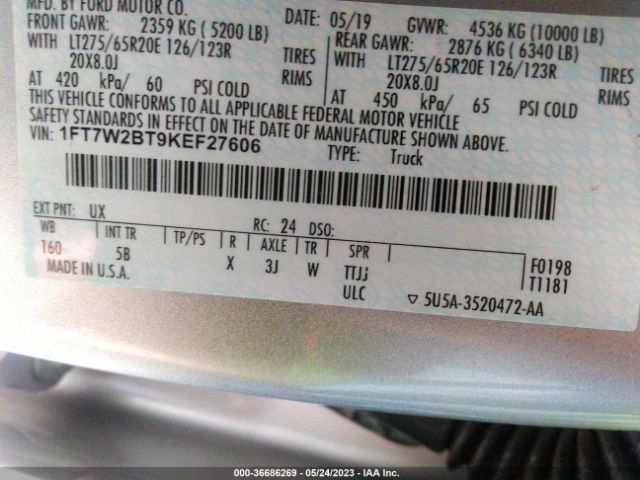 MFD. BY FORD MOTOR CO.
DATE: 05/19 GVWR: 4536 KG (10000 LB)
FRONT GAWR: 2359 KG (5200 LB) REAR GAWR: 2876 KG (6340 LB)
WITH LT275/65R20E 126/123R TIRES WITH LT275/65R20E 126/123R TIRES
20X8.0J RIMS 20X8.0J RIMS
AT 420 kPa/ 60 PSI COLD AT 450 kPa/ 65 PSI COLD
THIS VEHICLE CONFORMS TO ALL APPLICABLE FEDERAL MOTOR VEHICLE
SAFETY STANDARDS IN EFFECT ON THE DATE OF MANUFACTURE SHOWN ABOVE.
VIN: 1FT7W2BT9KEF27606 TYPE: Truck
EXT PNT: UX RC: 24 DSO:
WB INT TR TP/PS R AXLE TR SPR F0198
160 5B X 3J W TTJJ T1181
MADE IN U.S.A. ULC ▽ 5U5A-3520472-AA
000-36686269 - 05/24/2023 - IAA Inc.